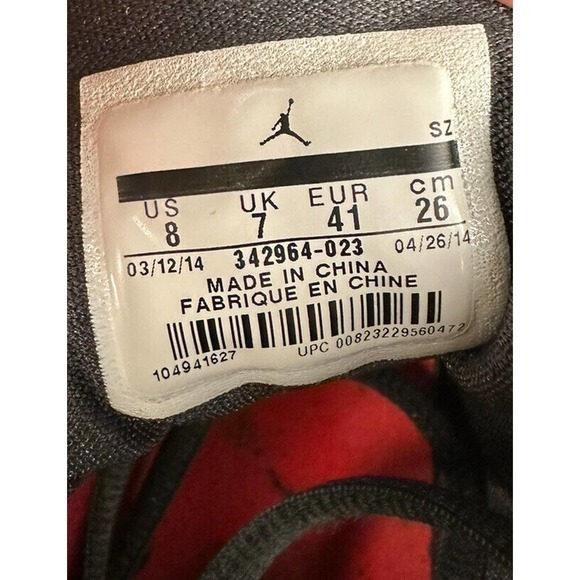 SZ
US UK EUR cm
8 7 41 26
03/12/14 342964-023 04/26/14
MADE IN CHINA
FABRIQUE EN CHINE
104941627 UPC 00823229560472